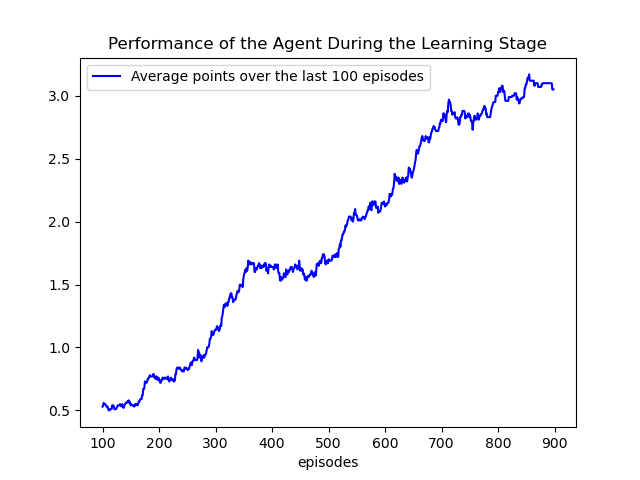 Performance of the Agent During the Learning Stage
Average points over the last 100 episodes
3.0
2.5
2.0
1.5
1.0
0.5
100 200 300 400 500 600 700 800 900
episodes